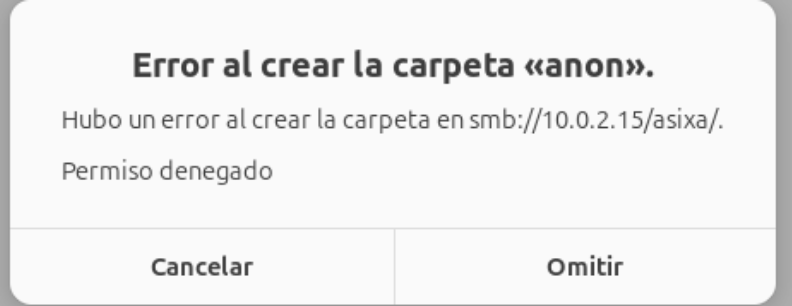 Error al crear la carpeta «anon».
Hubo un error al crear la carpeta en smb://10.0.2.15/asixa/.
Permiso denegado
Cancelar
Omitir